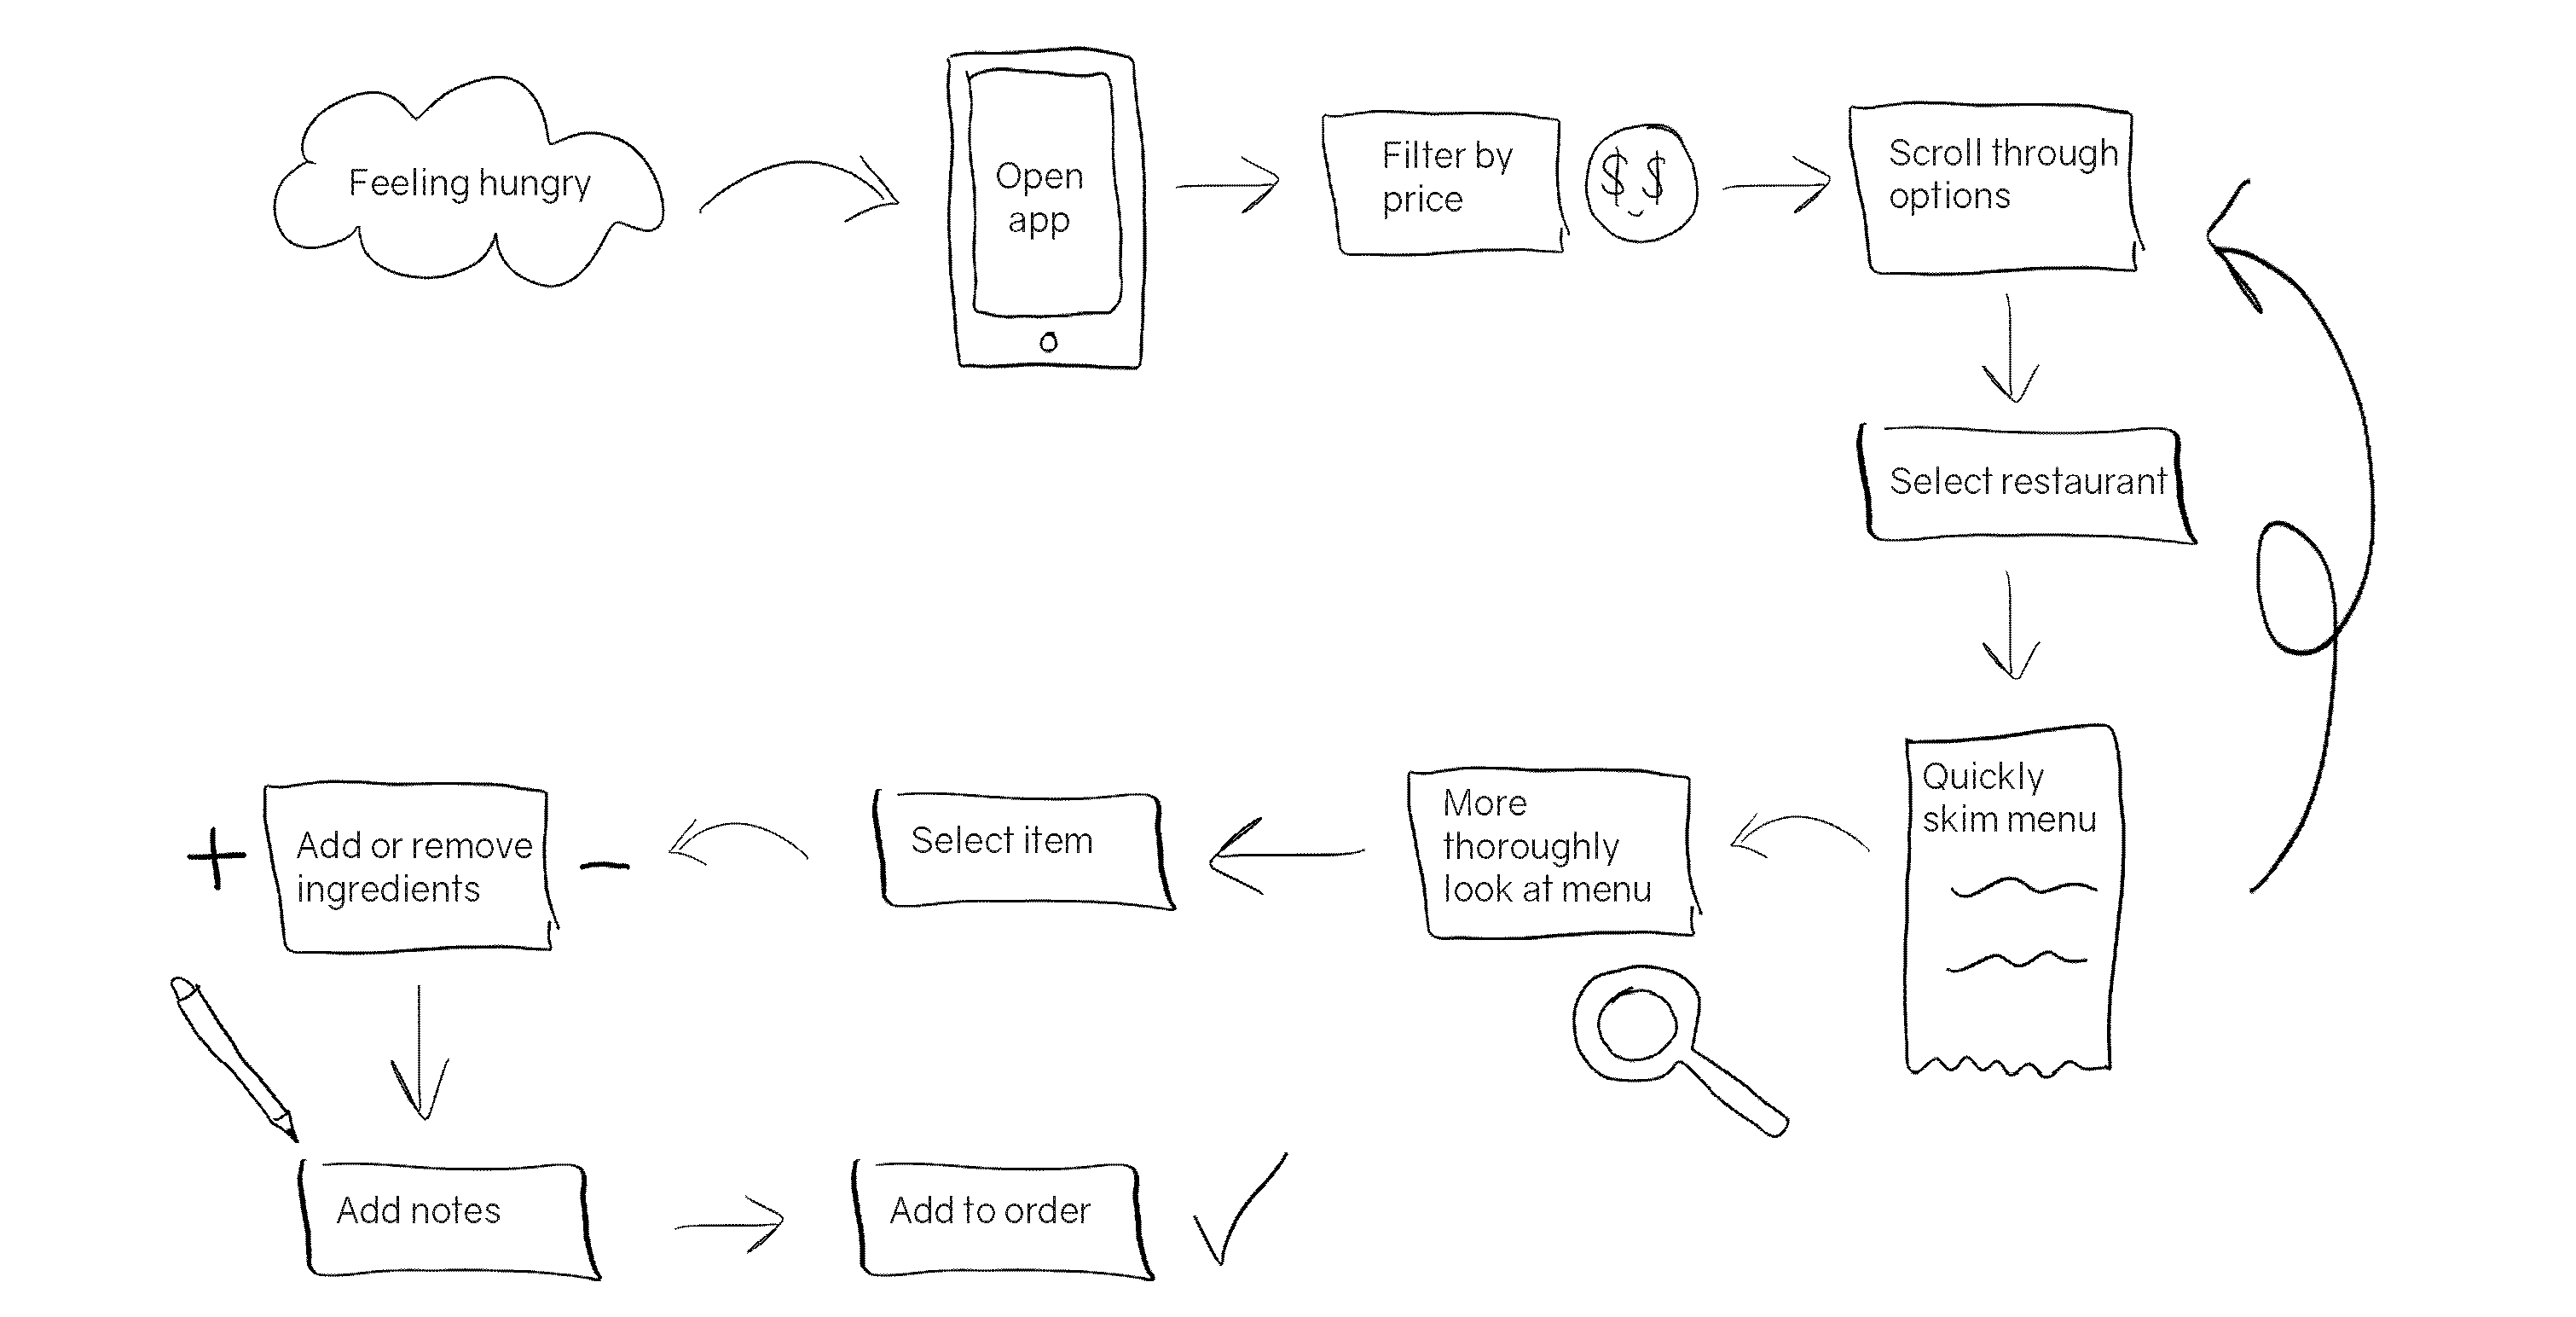 Feeling hungry
Open
app
Filter by
price
$ $
Scroll through
options
Select restaurant
Quickly
skim menu
More
thoroughly
look at menu
Select item
+
Add or remove
ingredients
–
Add notes
Add to order